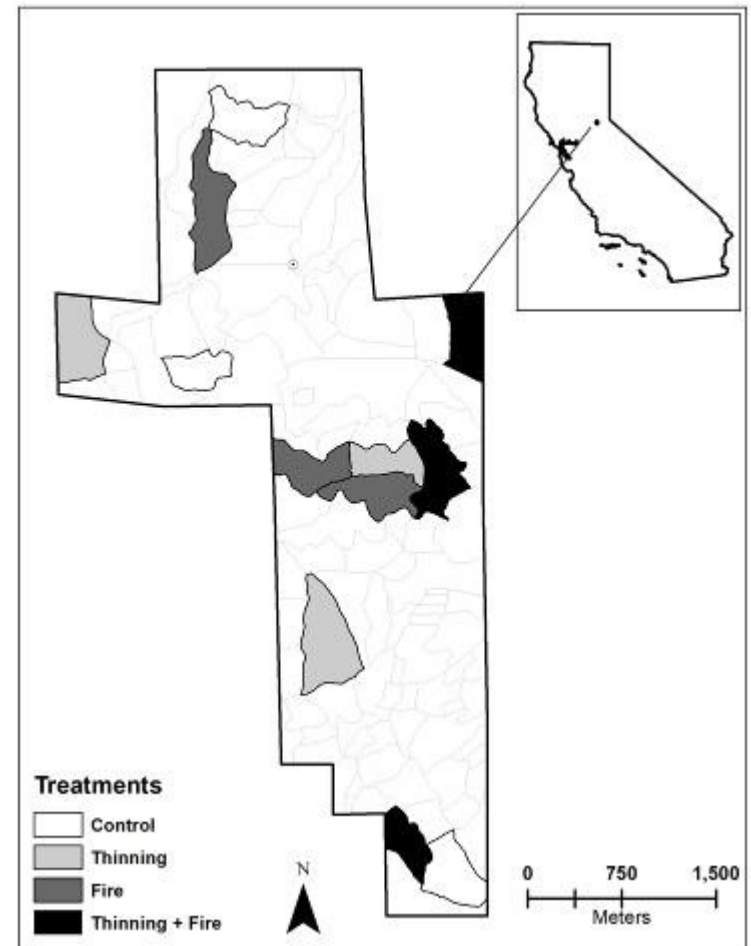 Treatments
Control
Thinning
Fire
Thinning + Fire
N
0 750 1,500
Meters